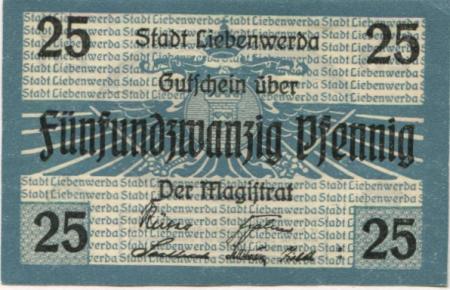 25 Stadt Liebenwerda 25
Gutschein über
Fünfundzwanzig Pfennig
Der Magistrat
25 25